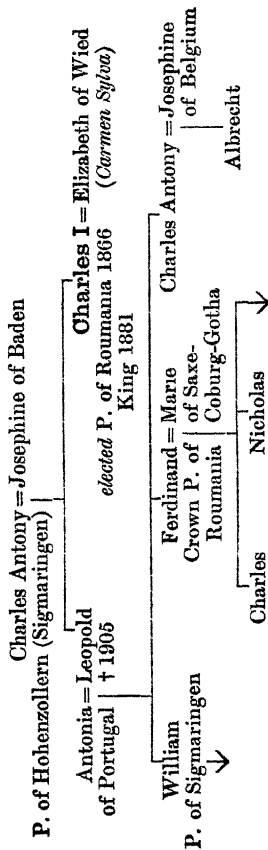 Charles Antony = Josephine of Baden
P. of Hohenzollern (Sigmaringen)
Antonia = Leopold
of Portugal † 1905
Charles I = Elizabeth of Wied
elected P. of Roumania 1866 (Carmen Sylva)
King 1881
William
P. of Sigmaringen
Ferdinand = Marie
Crown P. of of Saxe-
Roumania Coburg-Gotha
Charles Antony = Josephine
of Belgium
Charles
Nicholas
Albrecht